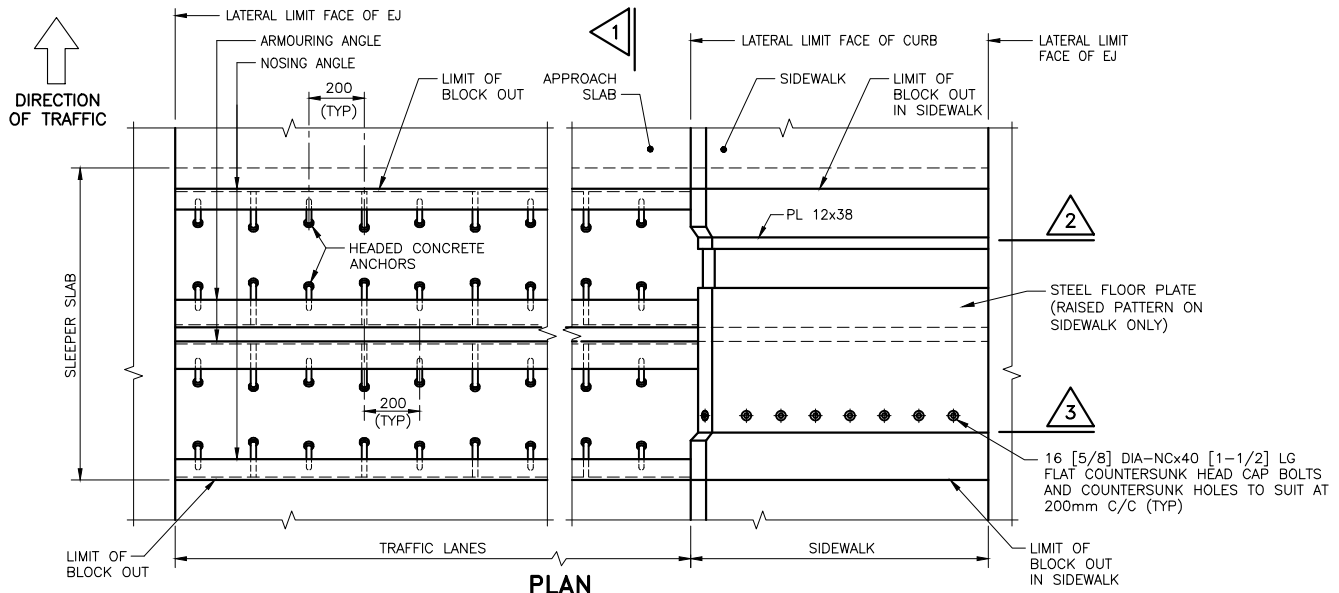 LATERAL LIMIT FACE OF EJ
ARMOURING ANGLE
NOSING ANGLE
DIRECTION
OF TRAFFIC
200
(TYP)
LIMIT OF
BLOCK OUT
1
APPROACH
SLAB
LATERAL LIMIT FACE OF CURB
SIDEWALK
LIMIT OF
BLOCK OUT
IN SIDEWALK
LATERAL LIMIT
FACE OF EJ
PL 12x38
2
HEADED CONCRETE
ANCHORS
SLEEPER SLAB
STEEL FLOOR PLATE
(RAISED PATTERN ON
SIDEWALK ONLY)
200
(TYP)
3
16 [5/8] DIA-NCx40 [1-1/2] LG
FLAT COUNTERSUNK HEAD CAP BOLTS
AND COUNTERSUNK HOLES TO SUIT AT
200mm C/C (TYP)
LIMIT OF
BLOCK OUT
TRAFFIC LANES
SIDEWALK
LIMIT OF
BLOCK OUT
IN SIDEWALK
PLAN